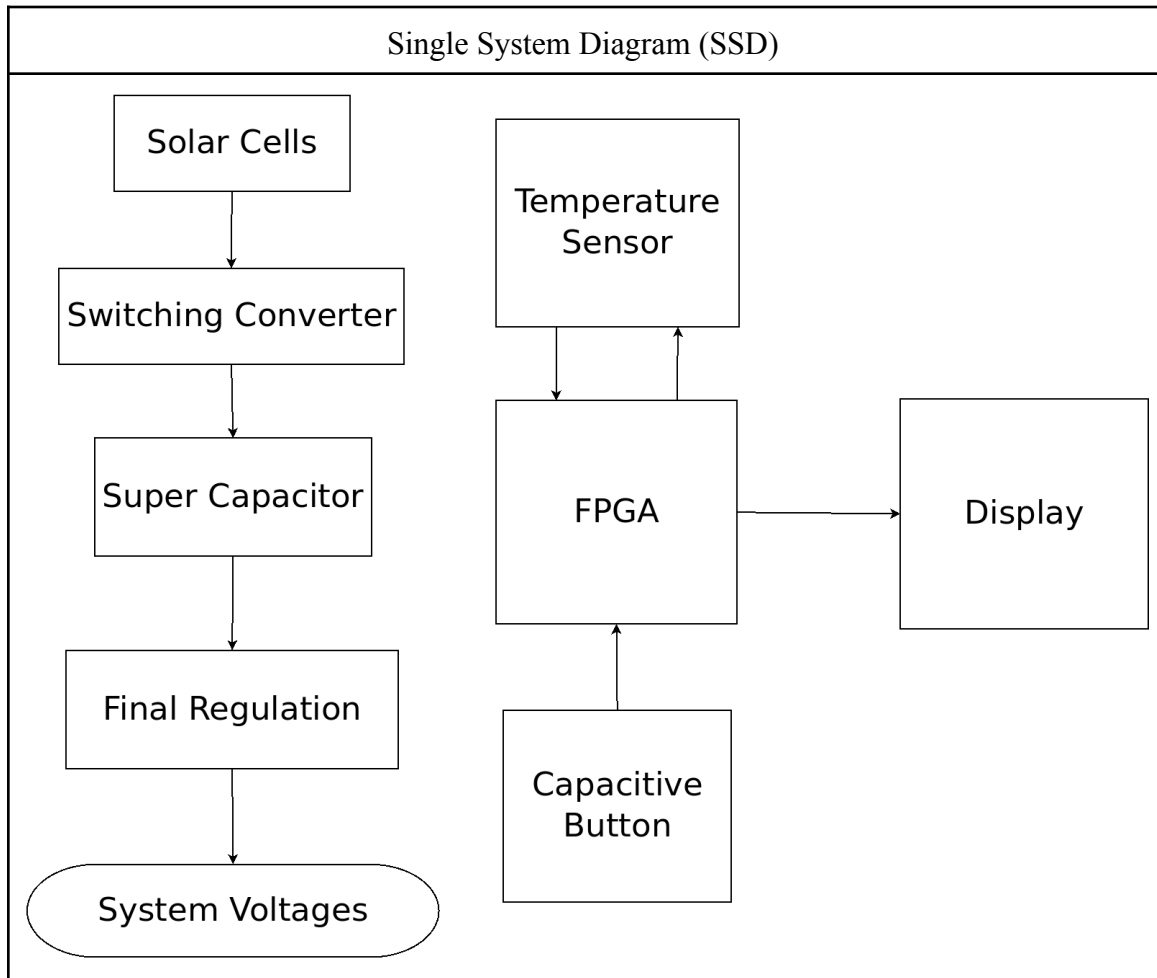 Single System Diagram (SSD)
Solar Cells
Switching Converter
Super Capacitor
Final Regulation
System Voltages
Temperature
Sensor
FPGA
Display
Capacitive
Button